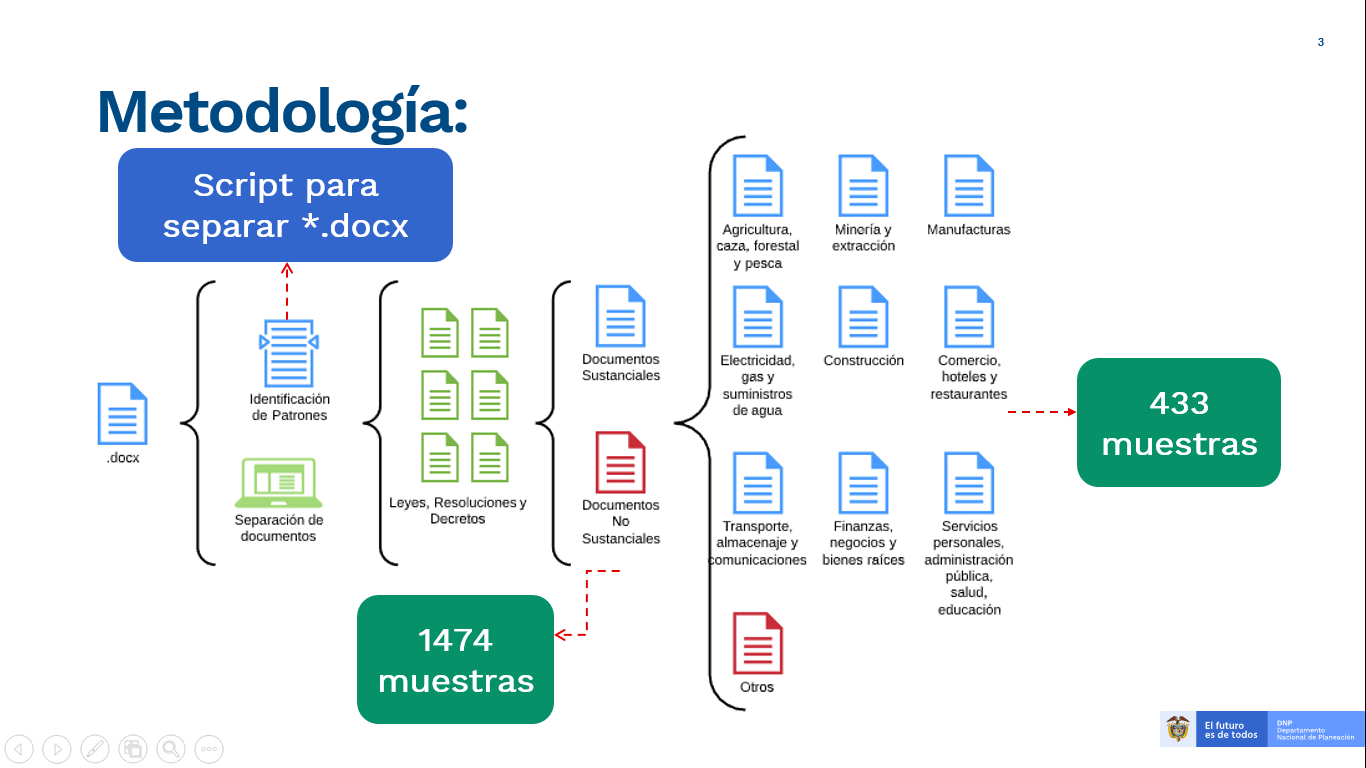 3
Metodología:
Script para
separar *.docx
.docx
Identificación
de Patrones
Separación de
documentos
Leyes, Resoluciones y
Decretos
Documentos
Sustanciales
Documentos
No
Sustanciales
1474
muestras
Agricultura,
caza, forestal
y pesca
Minería y
extracción
Manufacturas
Electricidad,
gas y
suministros
de agua
Construcción
Comercio,
hoteles y
restaurantes
Transporte,
almacenaje y
comunicaciones
Finanzas,
negocios y
bienes raíces
Servicios
personales,
administración
pública,
salud,
educación
Otros
433
muestras
El futuro
es de todos
DNP
Departamento
Nacional de Planeación